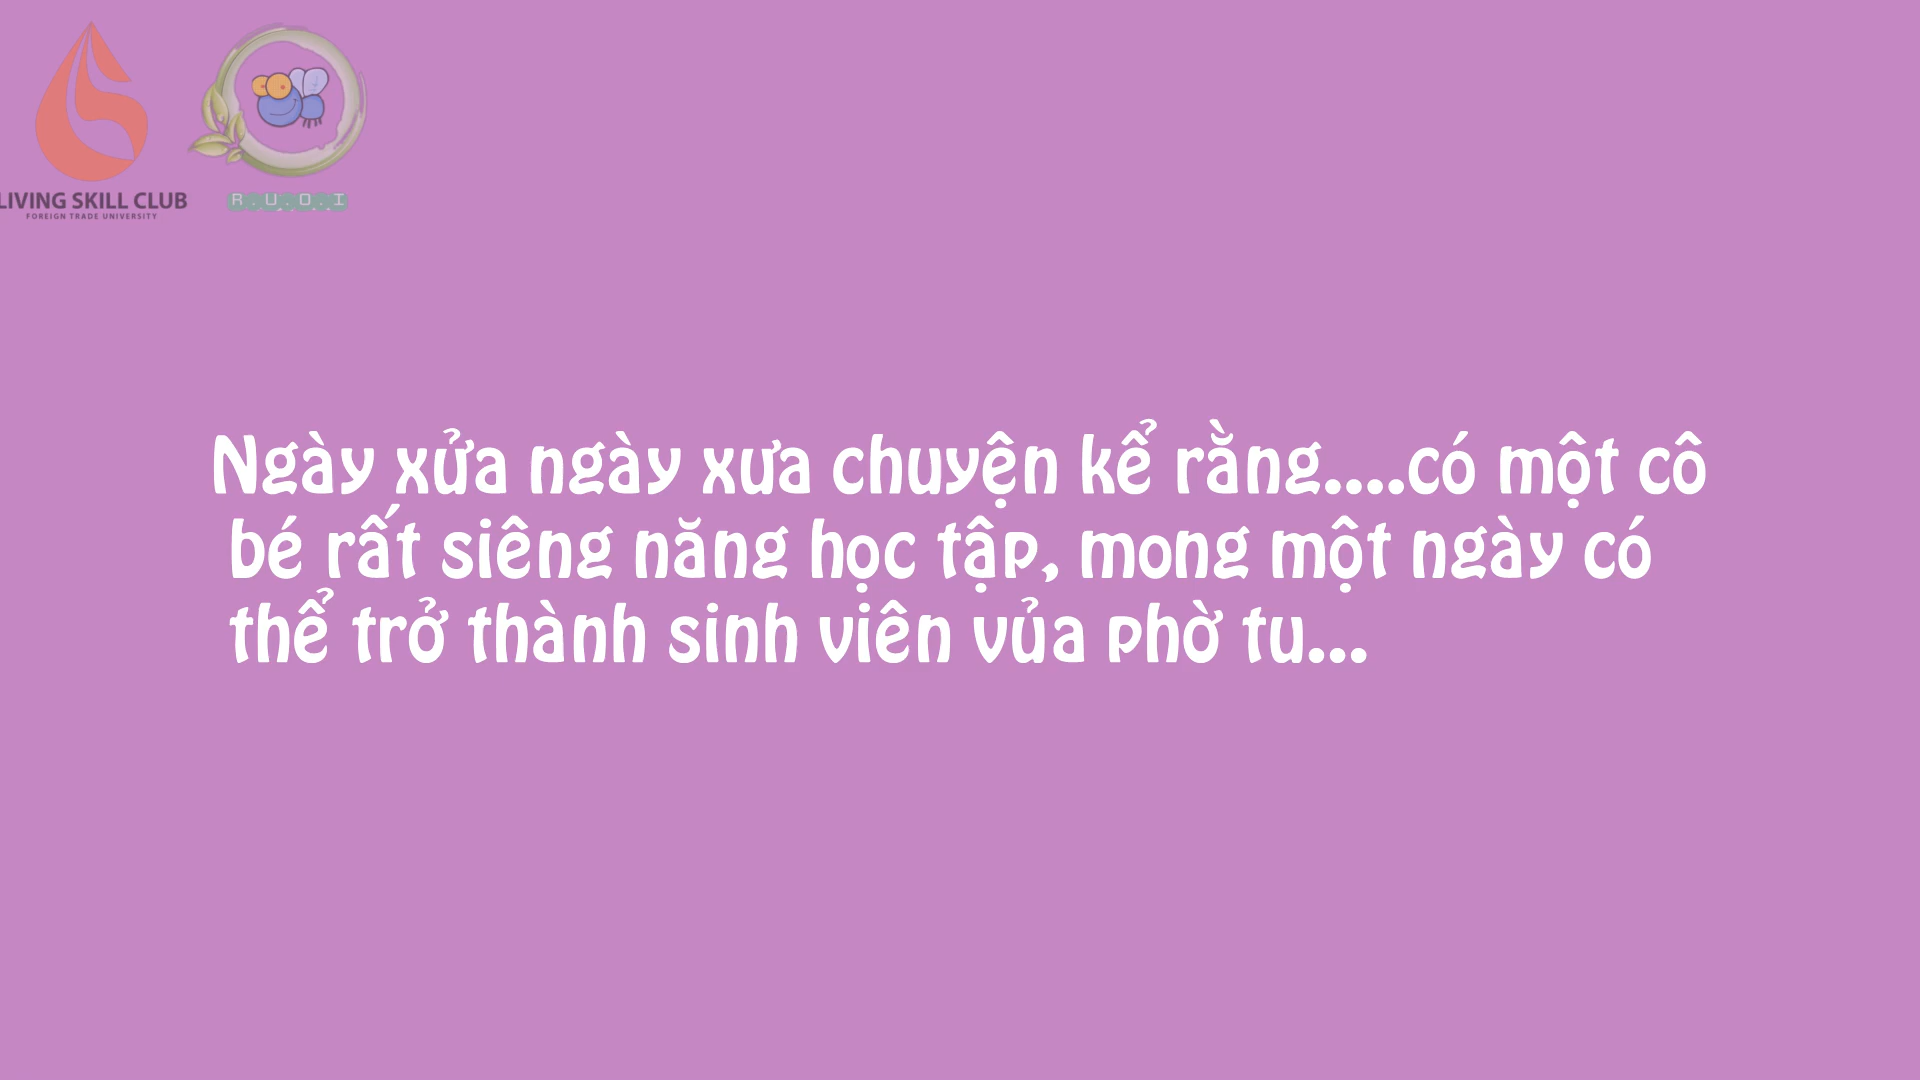 LIVING SKILL CLUB
FOREIGN TRADE UNIVERSITY
R.U.O.I
Ngày xửa ngày xưa chuyện kể rằng....có một cô
bé rất siêng năng học tập, mong một ngày có
thể trở thành sinh viên vủa phờ tu...